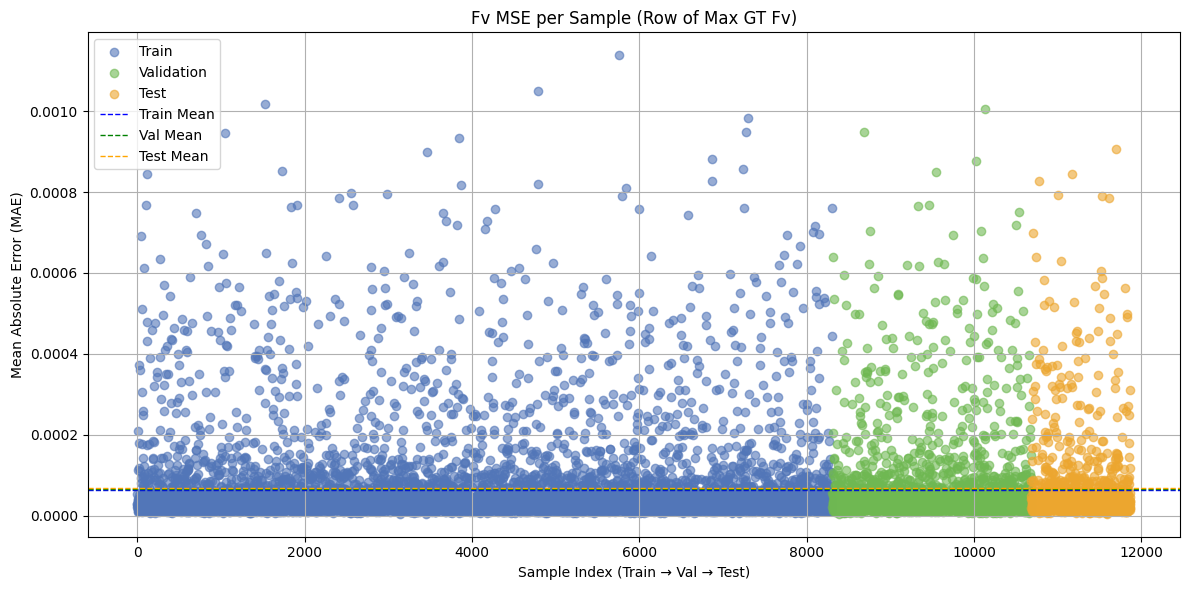 Fv MSE per Sample (Row of Max GT Fv)
Train
Validation
Test
Train Mean
Val Mean
Test Mean
Mean Absolute Error (MAE)
0.0010
0.0008
0.0006
0.0004
0.0002
0.0000
0 2000 4000 6000 8000 10000 12000
Sample Index (Train → Val → Test)